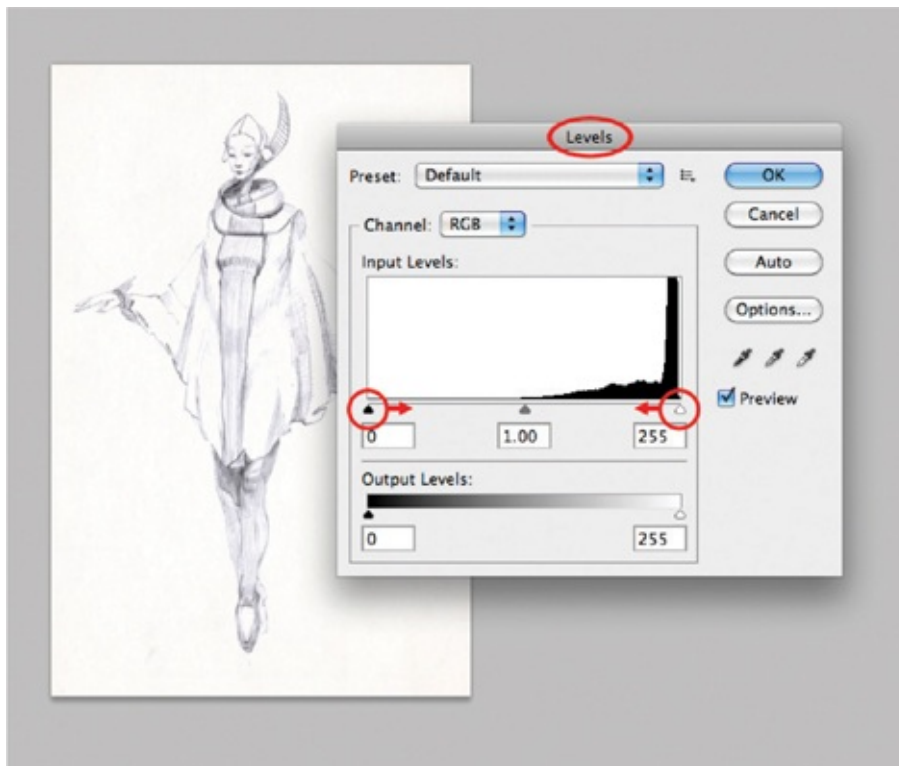 Levels
Preset: Default
OK
Channel: RGB
Cancel
Input Levels:
Auto
Options...
Preview
0 1.00 255
Output Levels:
0 255